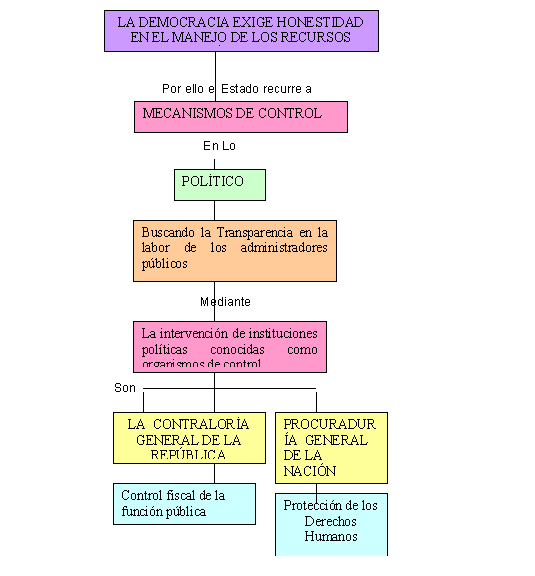 LA DEMOCRACIA EXIGE HONESTIDAD
EN EL MANEJO DE LOS RECURSOS
Por ello e Estado recurre a
MECANISMOS DE CONTROL
En Lo
POLÍTICO
Buscando la Transparencia en la
labor de los administradores
públicos
Mediante
La intervención de instituciones
políticas conocidas como
organismos de control
Son
LA CONTRALORÍA
GENERAL DE LA
REPÚBLICA
PROCURADUR
ÍA GENERAL
DE LA
NACIÓN
Control fiscal de la
función pública
Protección de los
Derechos
Humanos